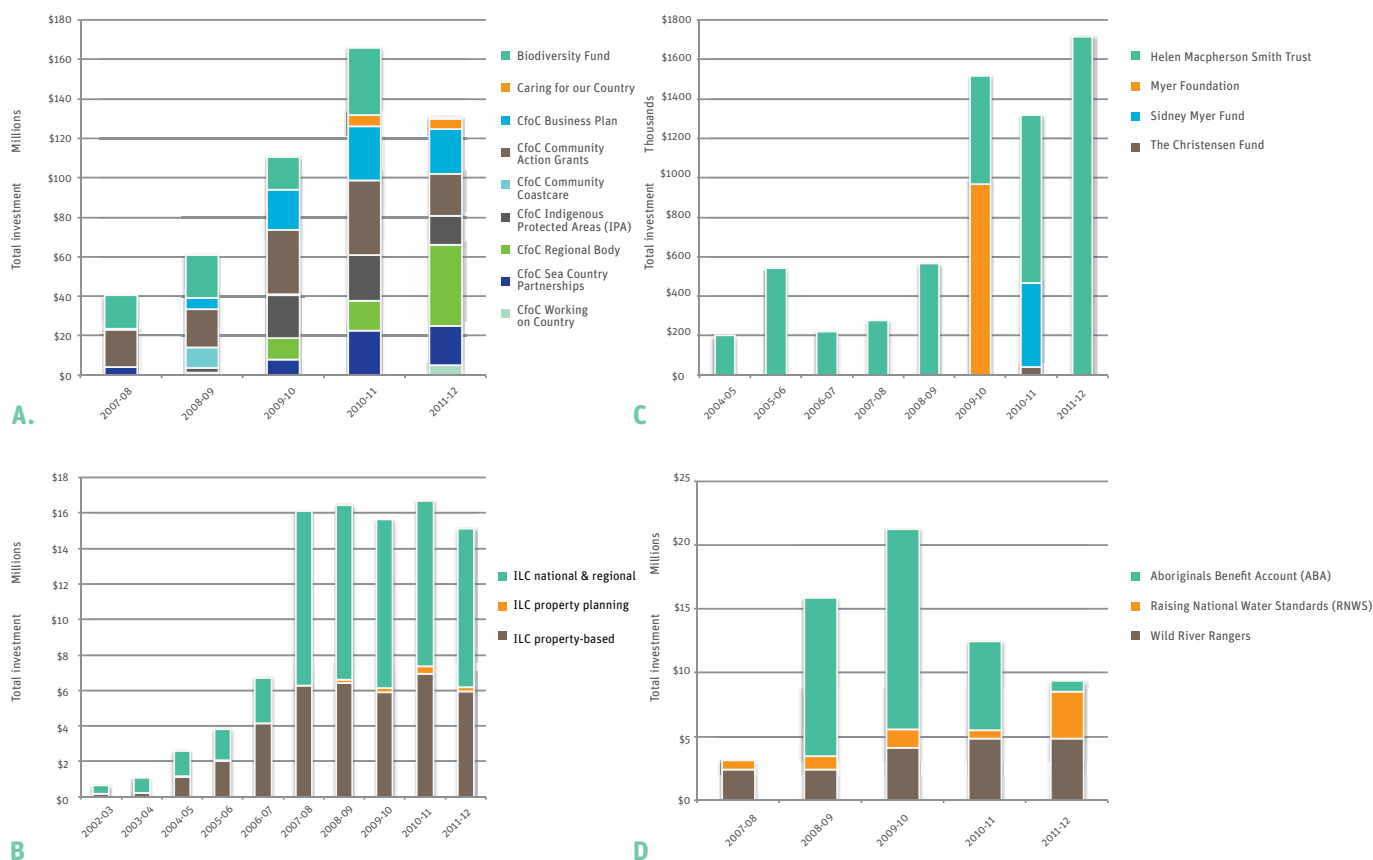 $180
$160
$140
$120
$100
$80
$60
$40
$20
$0
Millions
Total investment
2007-08
2008-09
2009-10
2010-11
2011-12
Biodiversity Fund
Caring for our Country
CfoC Business Plan
CfoC Community
Action Grants
CfoC Community
Coastcare
CfoC Indigenous
Protected Areas (IPA)
CfoC Regional Body
CfoC Sea Country
Partnerships
CfoC Working
on Country
A.
$1800
$1600
$1400
$1200
$1000
$800
$600
$400
$200
$0
Thousands
Total investment
2004-05
2005-06
2006-07
2007-08
2008-09
2009-10
2010-11
2011-12
Helen Macpherson Smith Trust
Myer Foundation
Sidney Myer Fund
The Christensen Fund
C
$18
$16
$14
$12
$10
$8
$6
$4
$2
$0
Millions
Total investment
2002-03
2003-04
2004-05
2005-06
2006-07
2007-08
2008-09
2009-10
2010-11
2011-12
ILC national & regional
ILC property planning
ILC property-based
B
$25
$20
$15
$10
$5
$0
Millions
Total investment
2007-08
2008-09
2009-10
2010-11
2011-12
Aboriginals Benefit Account (ABA)
Raising National Water Standards (RNWS)
Wild River Rangers
D